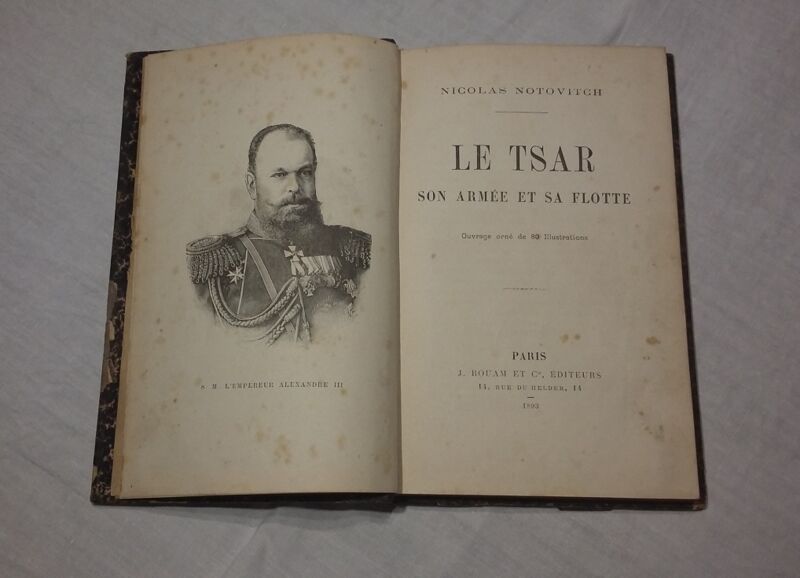 S. M. L'EMPEREUR ALEXANDRE III
NICOLAS NOTOVITCH
LE TSAR
SON ARMÉE ET SA FLOTTE
Ouvrage orné de 80 Illustrations
PARIS
J. ROUAM ET Cie, ÉDITEURS
14, RUE DU HELDER, 14
1893